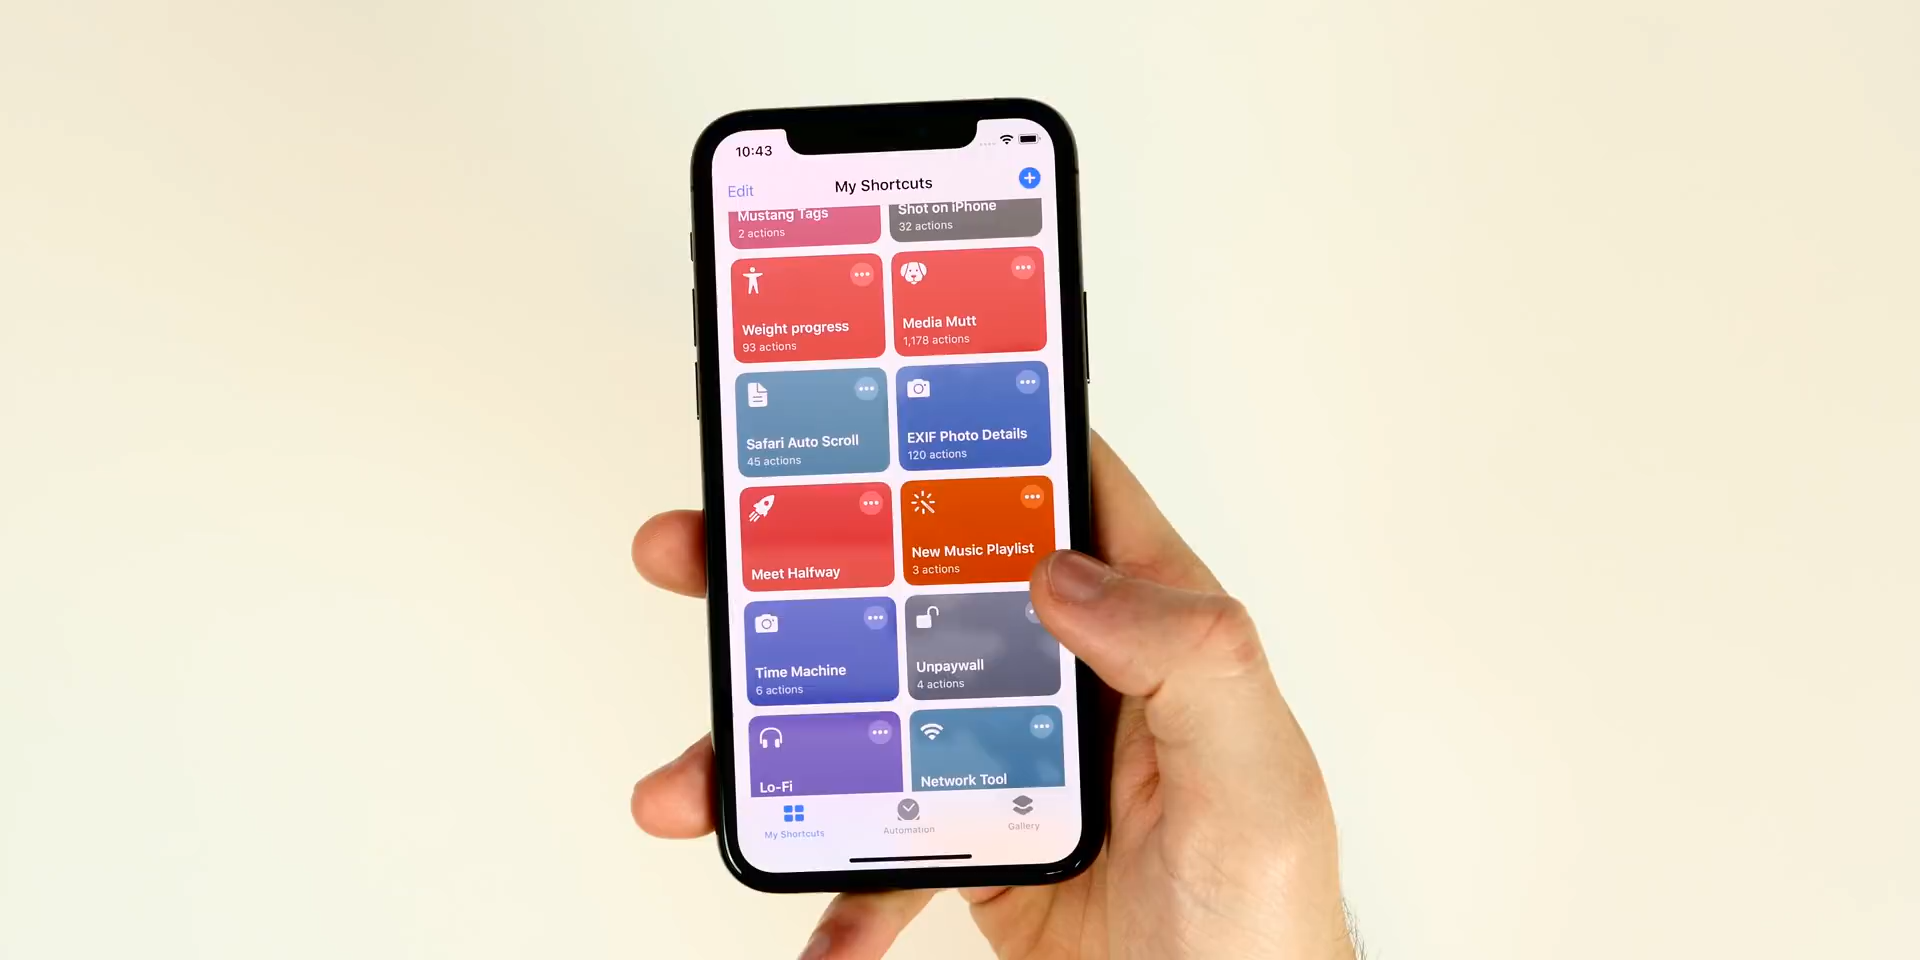 10:43
Edit
My Shortcuts
Mustang Tags
2 actions
Shot on iPhone
32 actions
Weight progress
93 actions
Media Mutt
1,178 actions
Safari Auto Scroll
45 actions
EXIF Photo Details
120 actions
Meet Halfway
New Music Playlist
3 actions
Time Machine
6 actions
Unpaywall
4 actions
Lo-Fi
Network Tool
My Shortcuts
Automation
Gallery